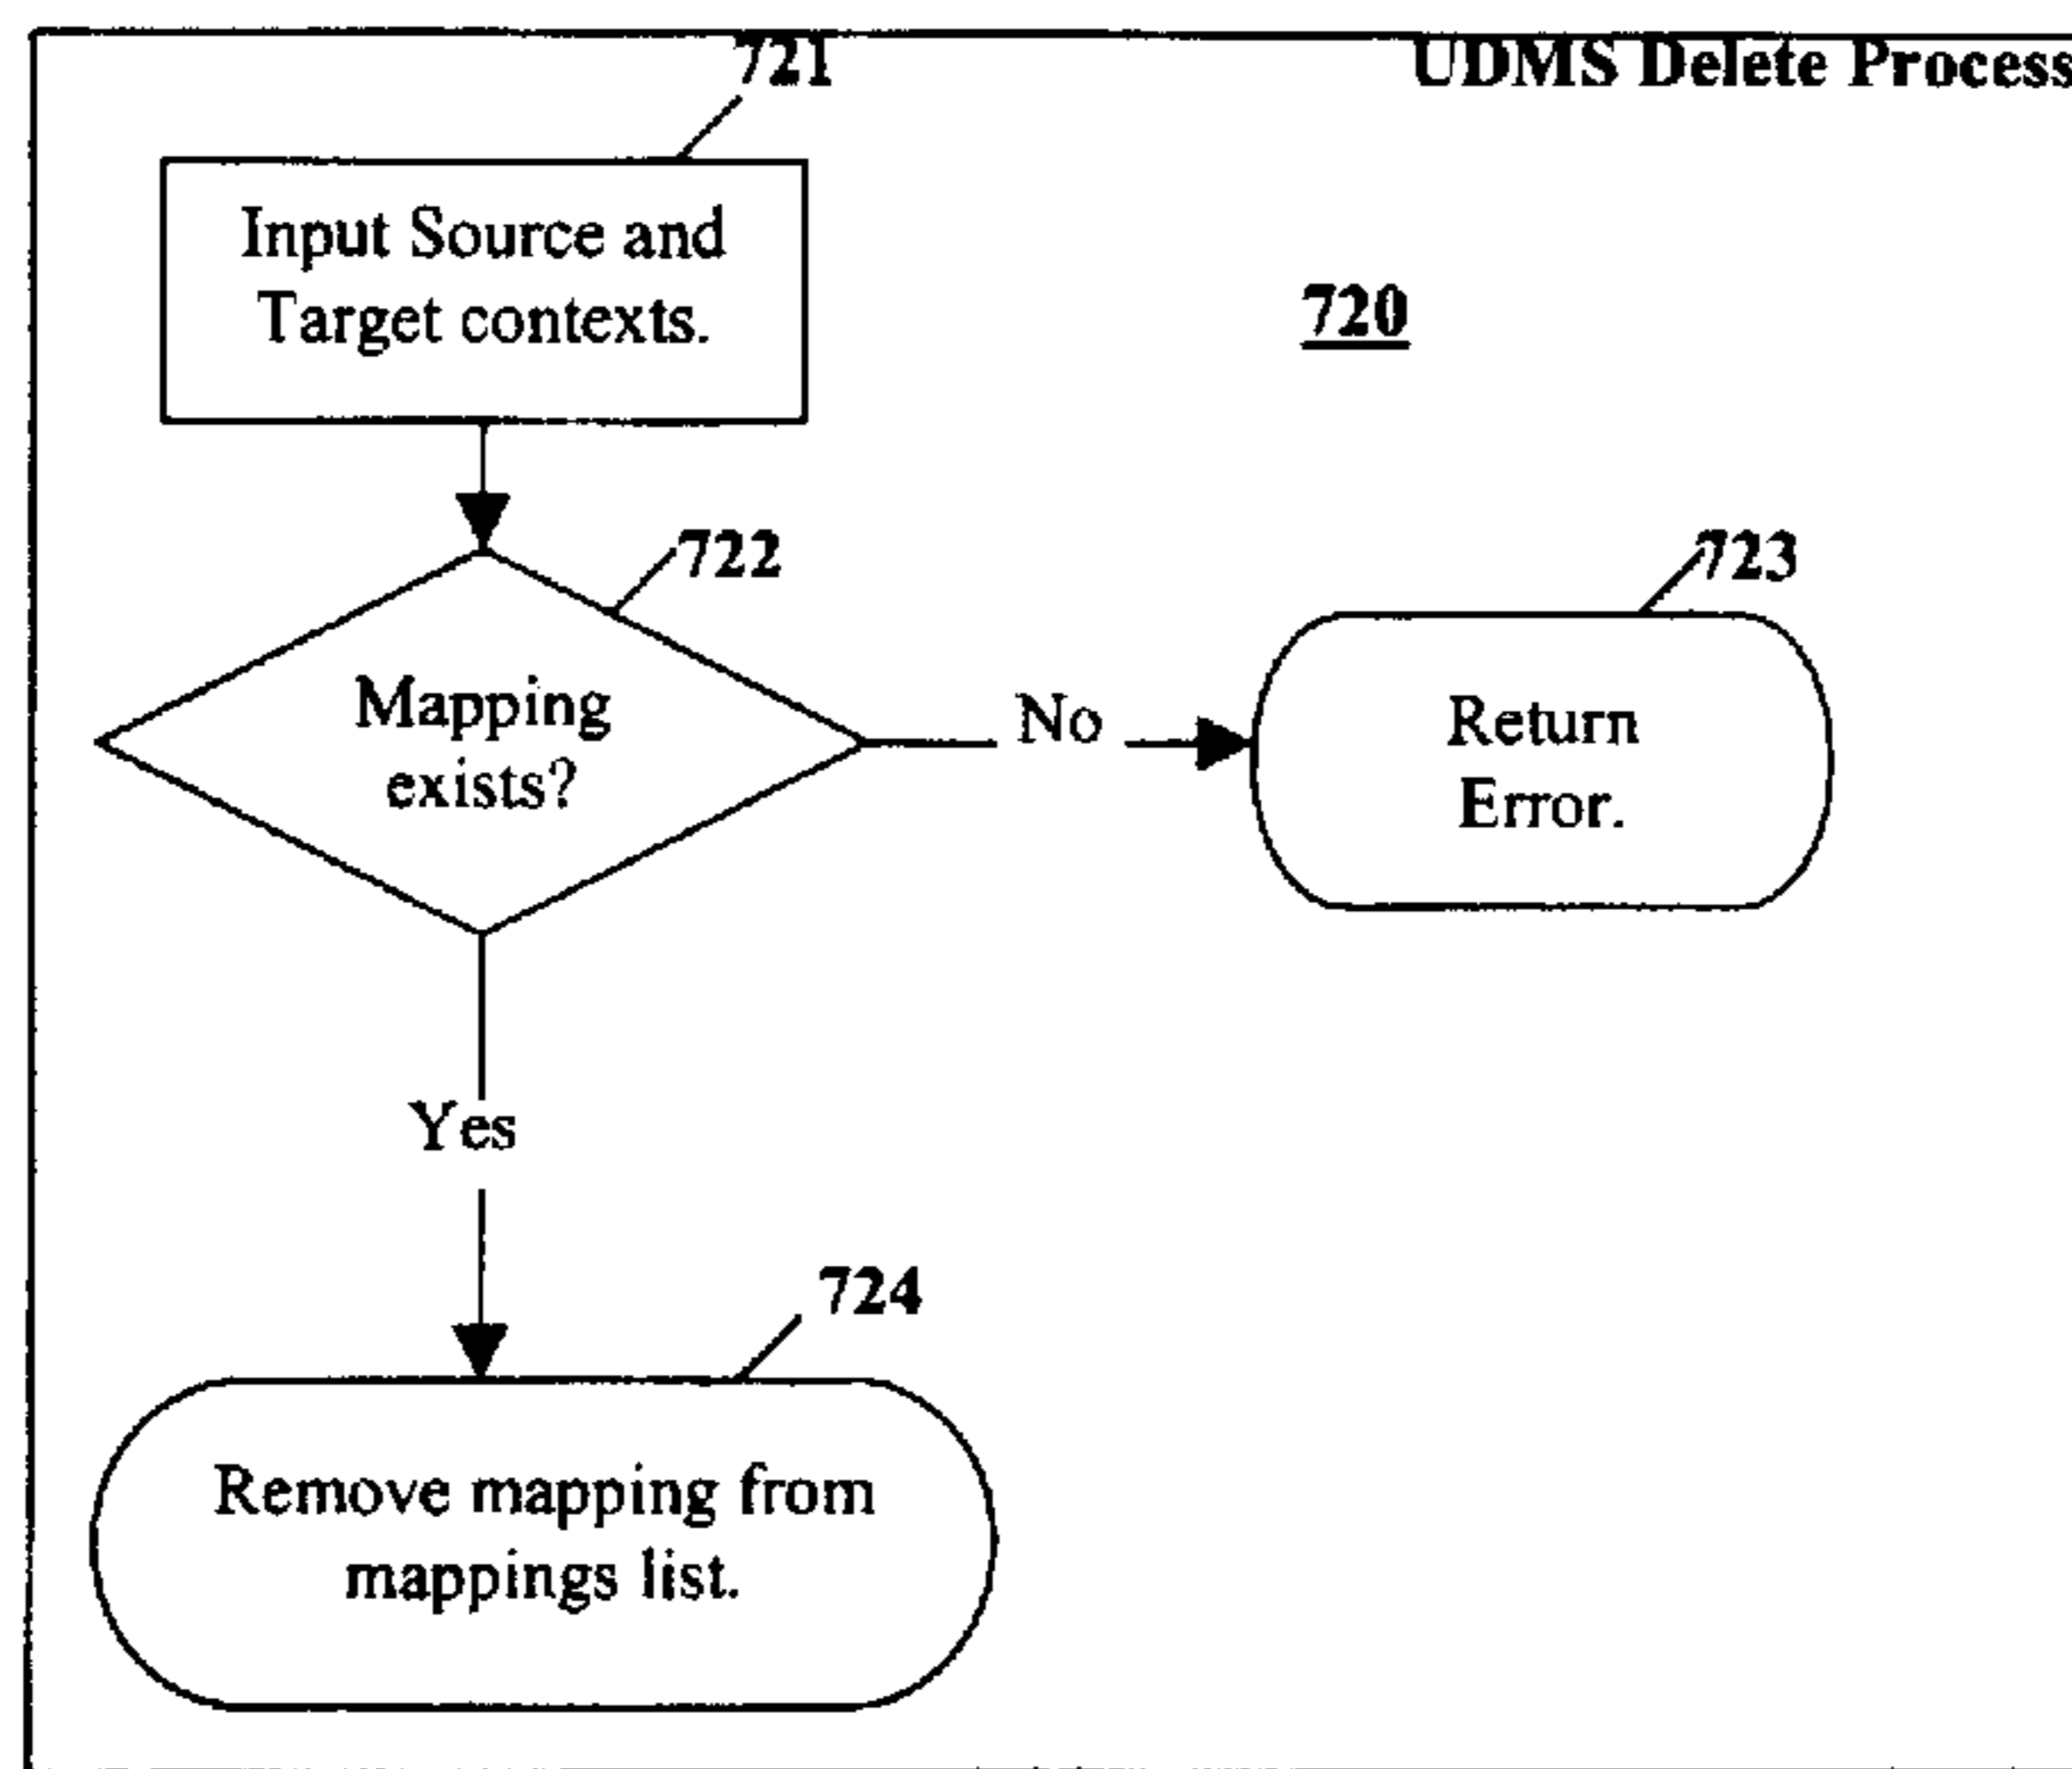 721
UDMS Delete Process
Input Source and
Target contexts.
720
722
723
Mapping
exists?
No
Return
Error.
Yes
724
Remove mapping from
mappings list.